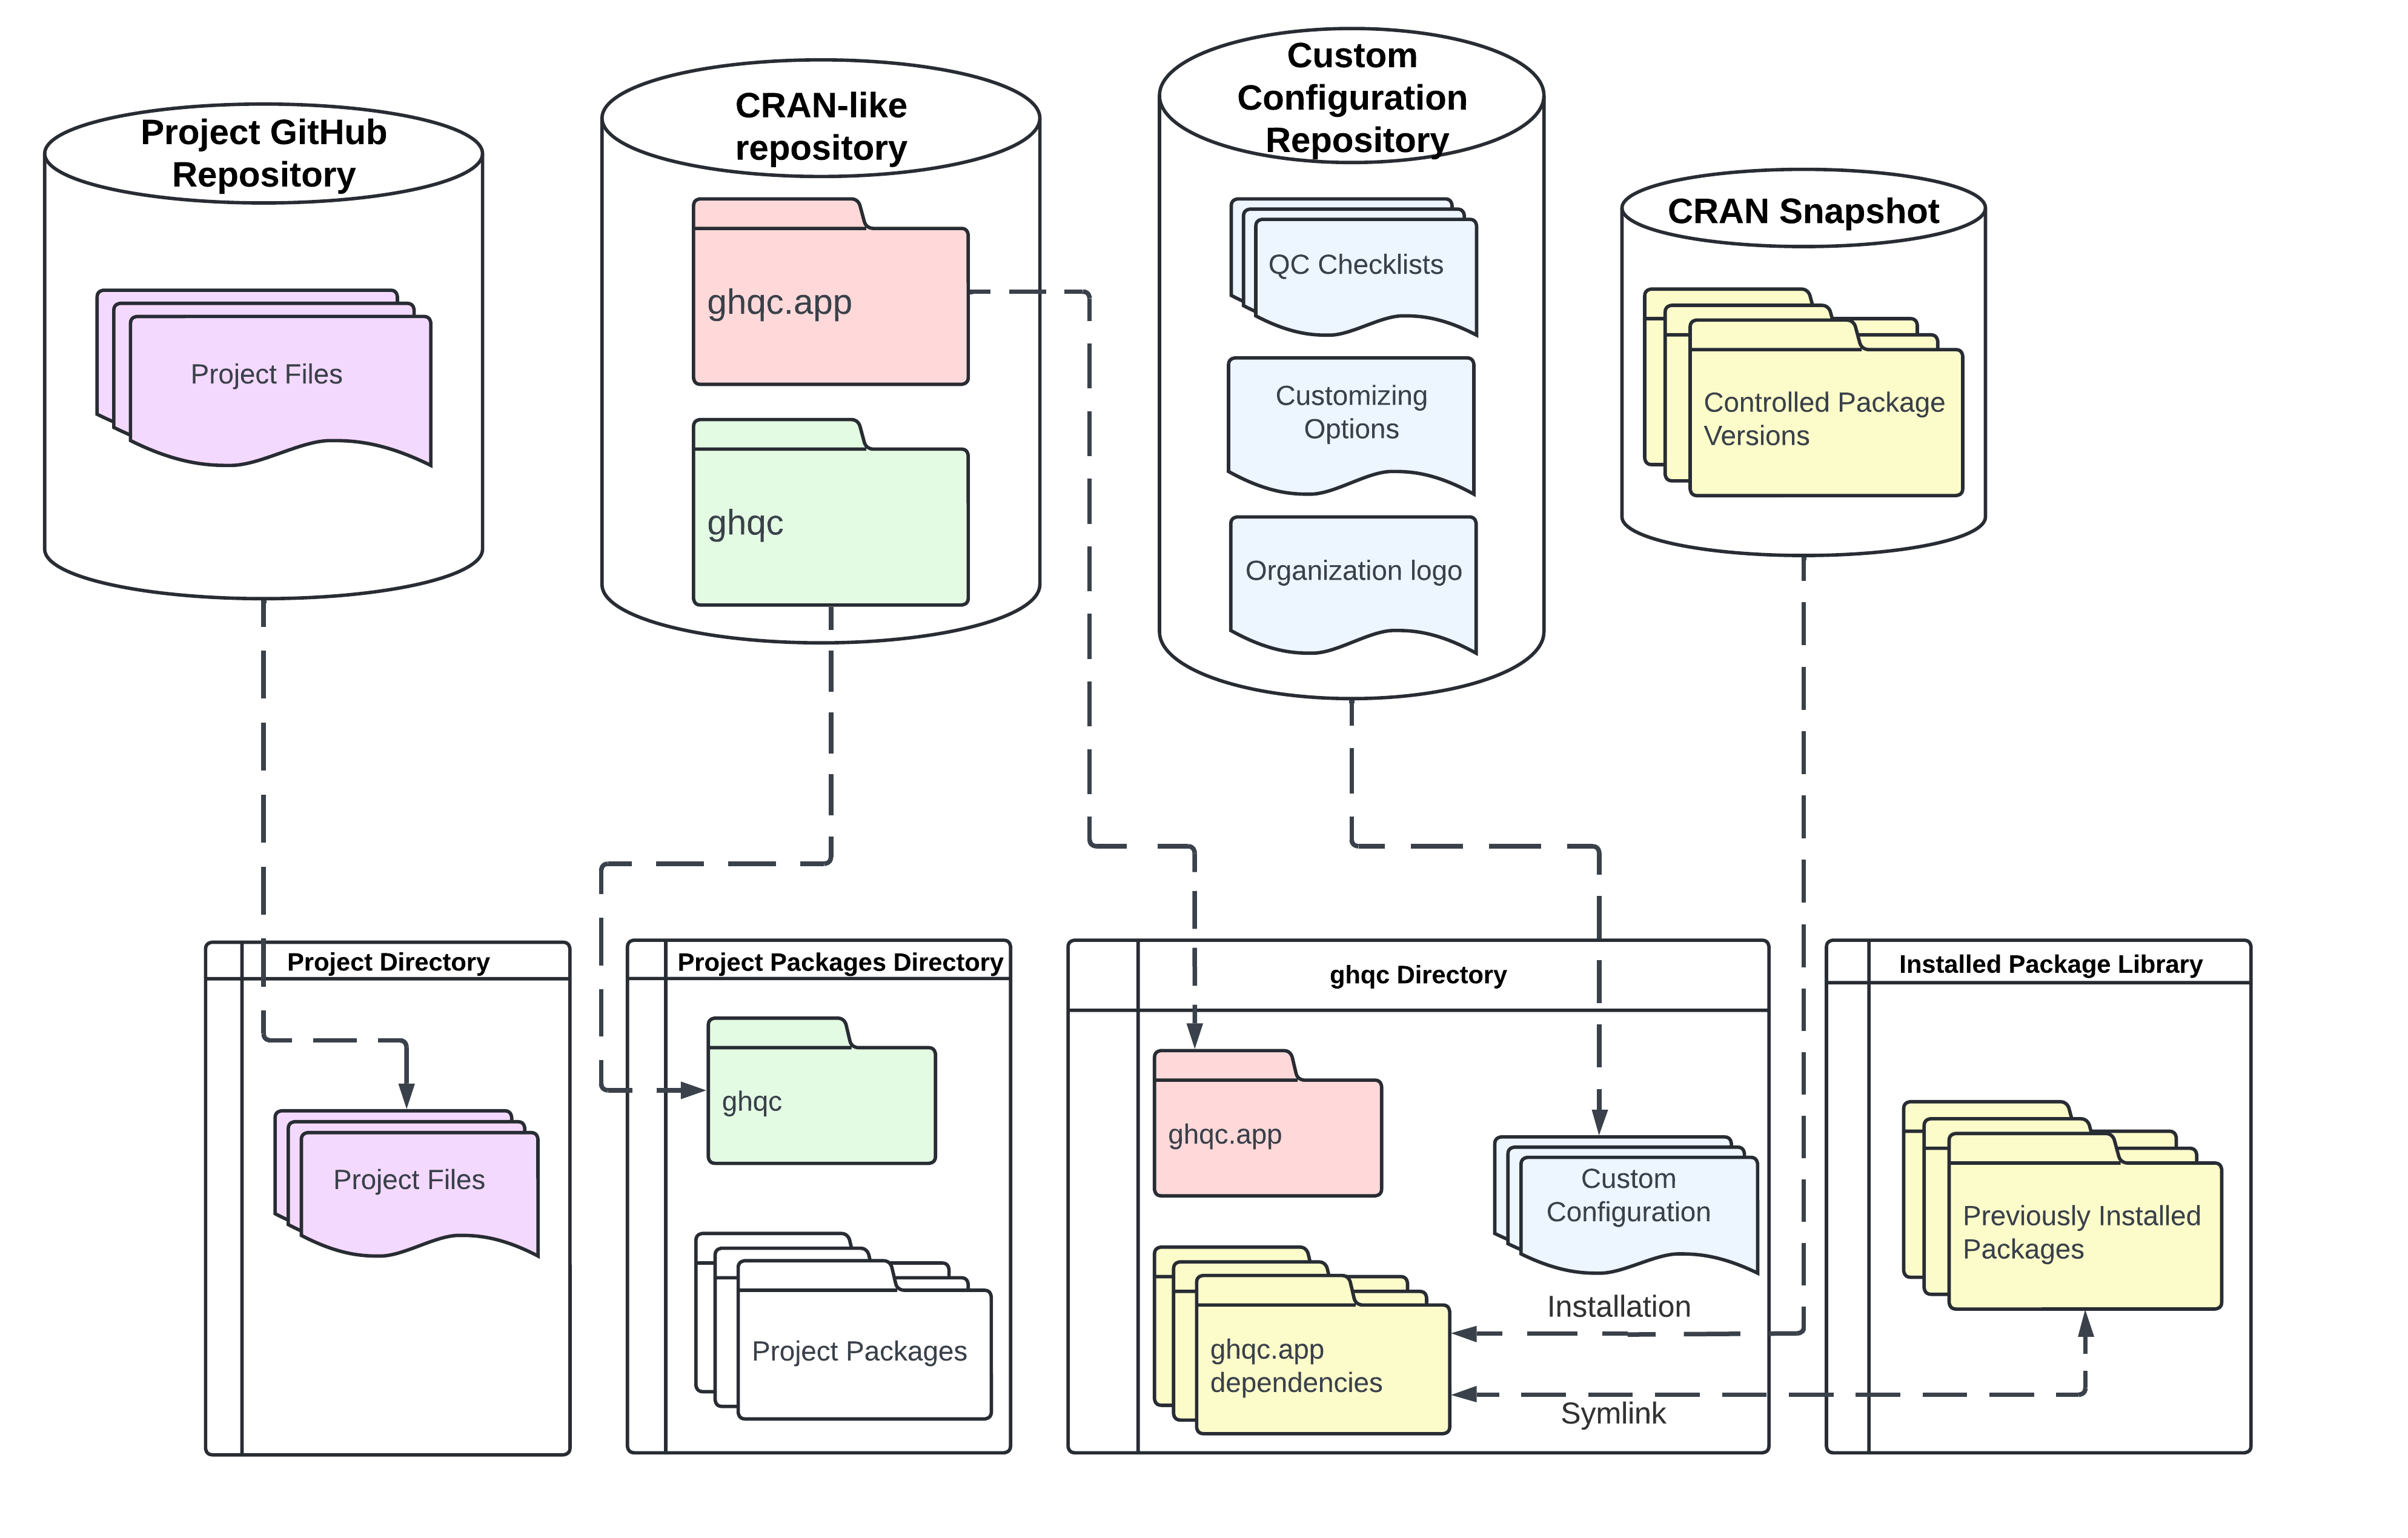 Project GitHub
Repository
Project Files
CRAN-like
repository
ghqc.app
ghqc
Custom
Configuration
Repository
QC Checklists
Customizing
Options
Organization logo
CRAN Snapshot
Controlled Package
Versions
Project Directory
Project Files
Project Packages Directory
ghqc
Project Packages
ghqc Directory
ghqc.app
Custom
Configuration
Installation
ghqc.app
dependencies
Symlink
Installed Package Library
Previously Installed
Packages